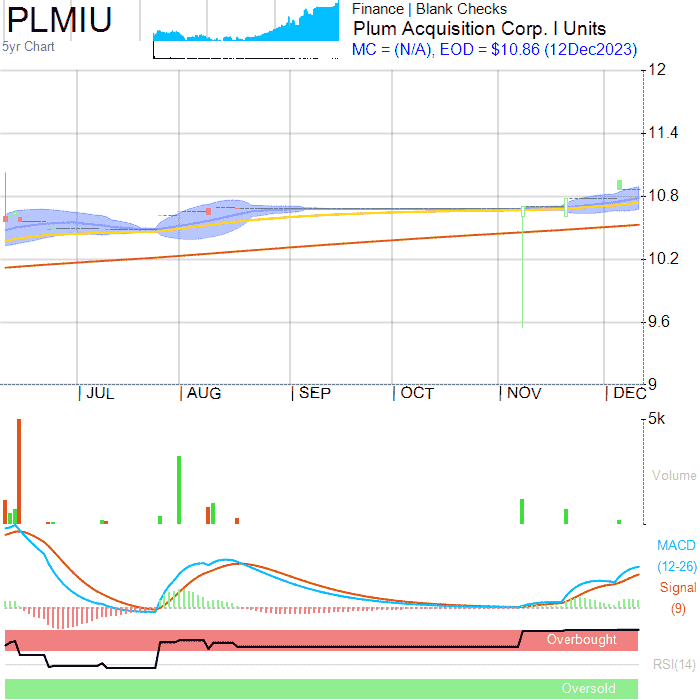 PLMIU
5yr Chart
Finance | Blank Checks
Plum Acquisition Corp. I Units
MC = (N/A), EOD = $10.86 (12Dec2023)
12
11.4
10.8
10.2
9.6
9
| JUL | AUG | SEP | OCT | NOV | DEC
5k
Volume
MACD
(12-26)
Signal
(9)
Overbought
RSI(14)
Oversold